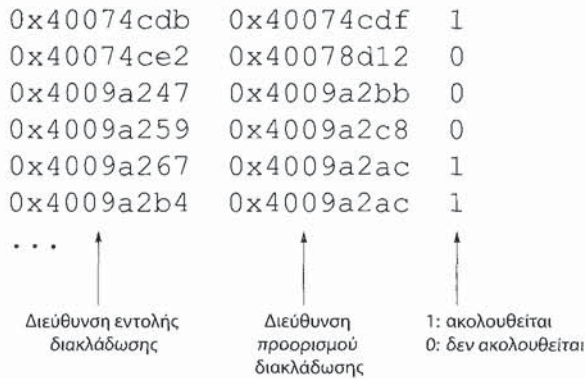 0x40074cdb 0x40074cdf 1
0x40074ce2 0x40078d12 0
0x4009a247 0x4009a2bb 0
0x4009a259 0x4009a2c8 0
0x4009a267 0x4009a2ac 1
0x4009a2b4 0x4009a2ac 1
...
Διεύθυνση εντολής
διακλάδωσης
Διεύθυνση
προορισμού
διακλάδωσης
1: ακολουθείται
0: δεν ακολουθείται